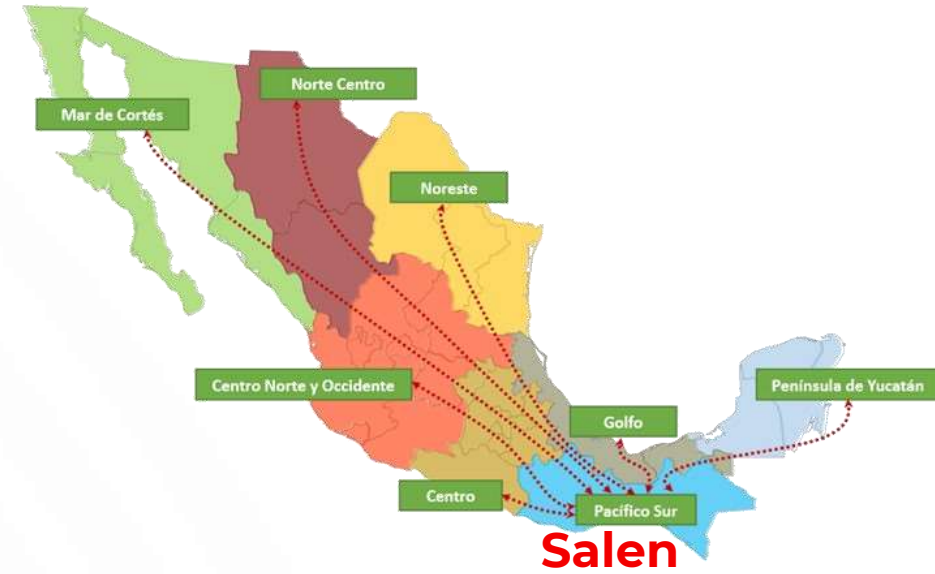 Norte Centro
Mar de Cortés
Noreste
Centro Norte y Occidente
Península de Yucatán
Golfo
Centro
Pacífico Sur
Salen